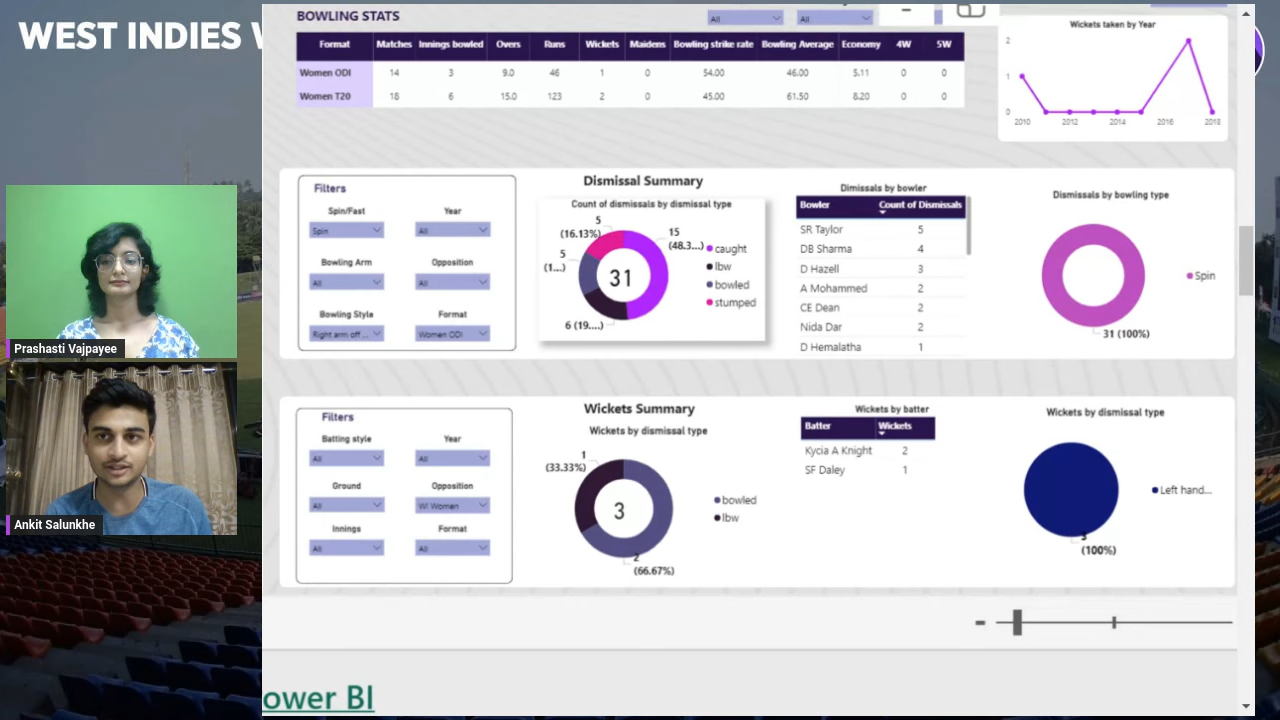 WEST INDIES W
BOWLING STATS
All
All
Format Matches Innings bowled Overs Runs Wickets Maidens Bowling strike rate Bowling Average Economy 4W 5W
Women ODI 14 3 9.0 46 1 0 54.00 46.00 5.11 0 0
Women T20 18 6 15.0 123 2 0 45.00 61.50 8.20 0 0
Wickets taken by Year
2
1
0
2010 2012 2014 2016 2018
Filters
Spin/Fast Year
Spin All
Bowling Arm Opposition
All All
Bowling Style Format
Right arm off ... Women ODI
Dismissal Summary
Count of dismissals by dismissal type
5
(16.13%)
15
(48.3...)
5
(1...)
31
6 (19....)
caught
lbw
bowled
stumped
Dimissals by bowler
Bowler Count of Dismissals
SR Taylor 5
DB Sharma 4
D Hazell 3
A Mohammed 2
CE Dean 2
Nida Dar 2
D Hemalatha 1
Dismissals by bowling type
Spin
31 (100%)
Prashasti Vajpayee
Ankit Salunkhe
Filters
Batting style Year
All All
Ground Opposition
All WI Women
Innings Format
All All
Wickets Summary
Wickets by dismissal type
1
(33.33%)
3
2
(66.67%)
bowled
lbw
Wickets by batter
Batter Wickets
Kycia A Knight 2
SF Daley 1
Wickets by dismissal type
Left hand...
3
(100%)
ower BI